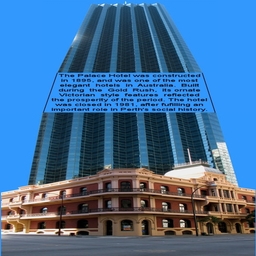 The Palace Hotel was constructed
in 1895, and was one of the most
elegant hotels in Australia. Built
during the Gold Rush, its ornate
Victorian style features reflected
the prosperity of the period. The hotel
was closed in 1981, after fulfilling an
important role in Perth's social history.